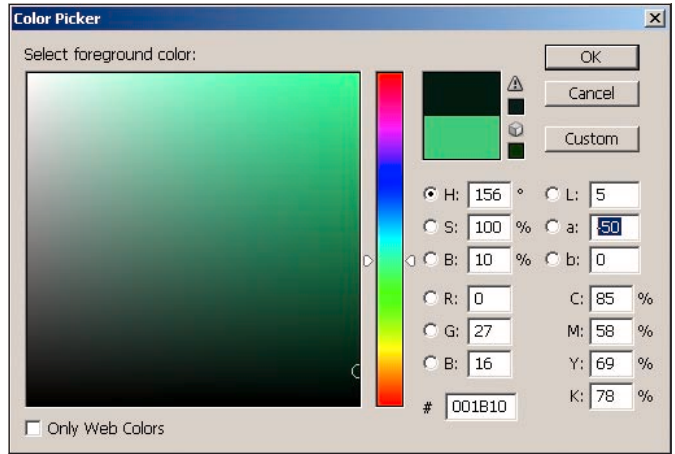 Color Picker
Select foreground color:
OK
Cancel
Custom
H: 156 °
S: 100 %
B: 10 %
R: 0
G: 27
B: 16
# 001B10
L: 5
a: -50
b: 0
C: 85 %
M: 58 %
Y: 69 %
K: 78 %
Only Web Colors